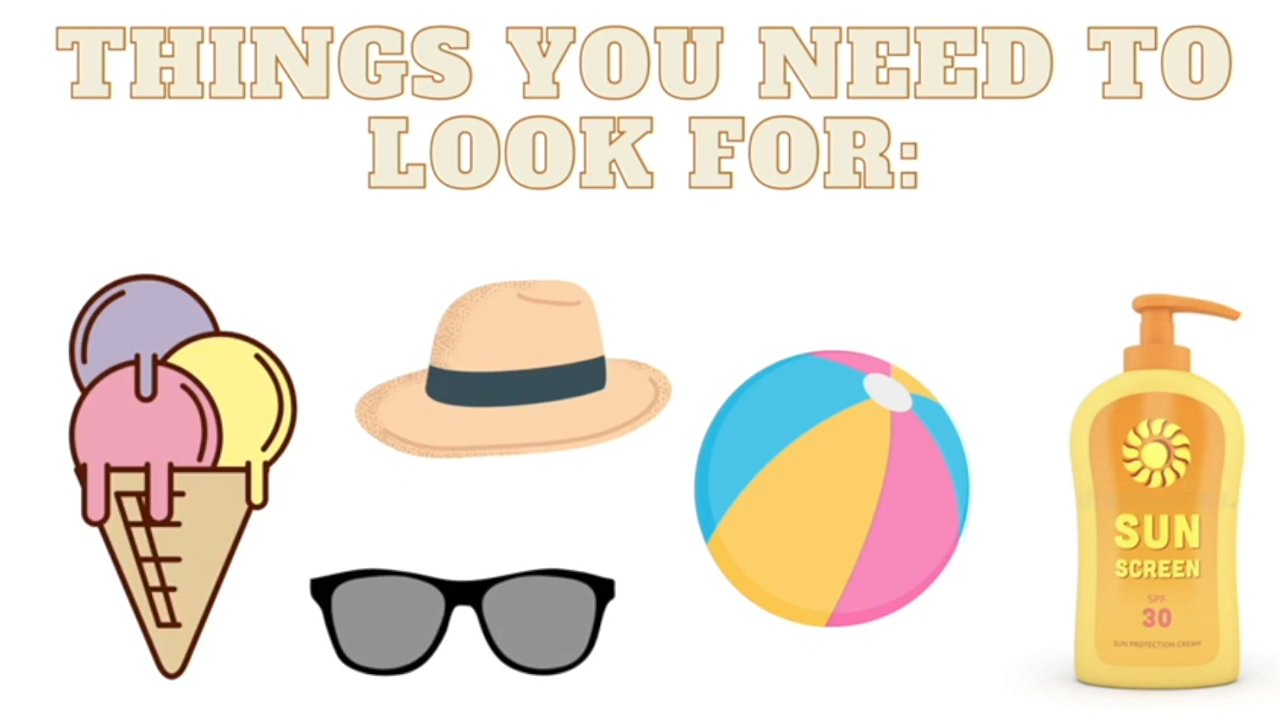 THINGS YOU NEED TO
LOOK FOR:
SUN
SCREEN
SPF
30
SUN PROTECTION CREAM